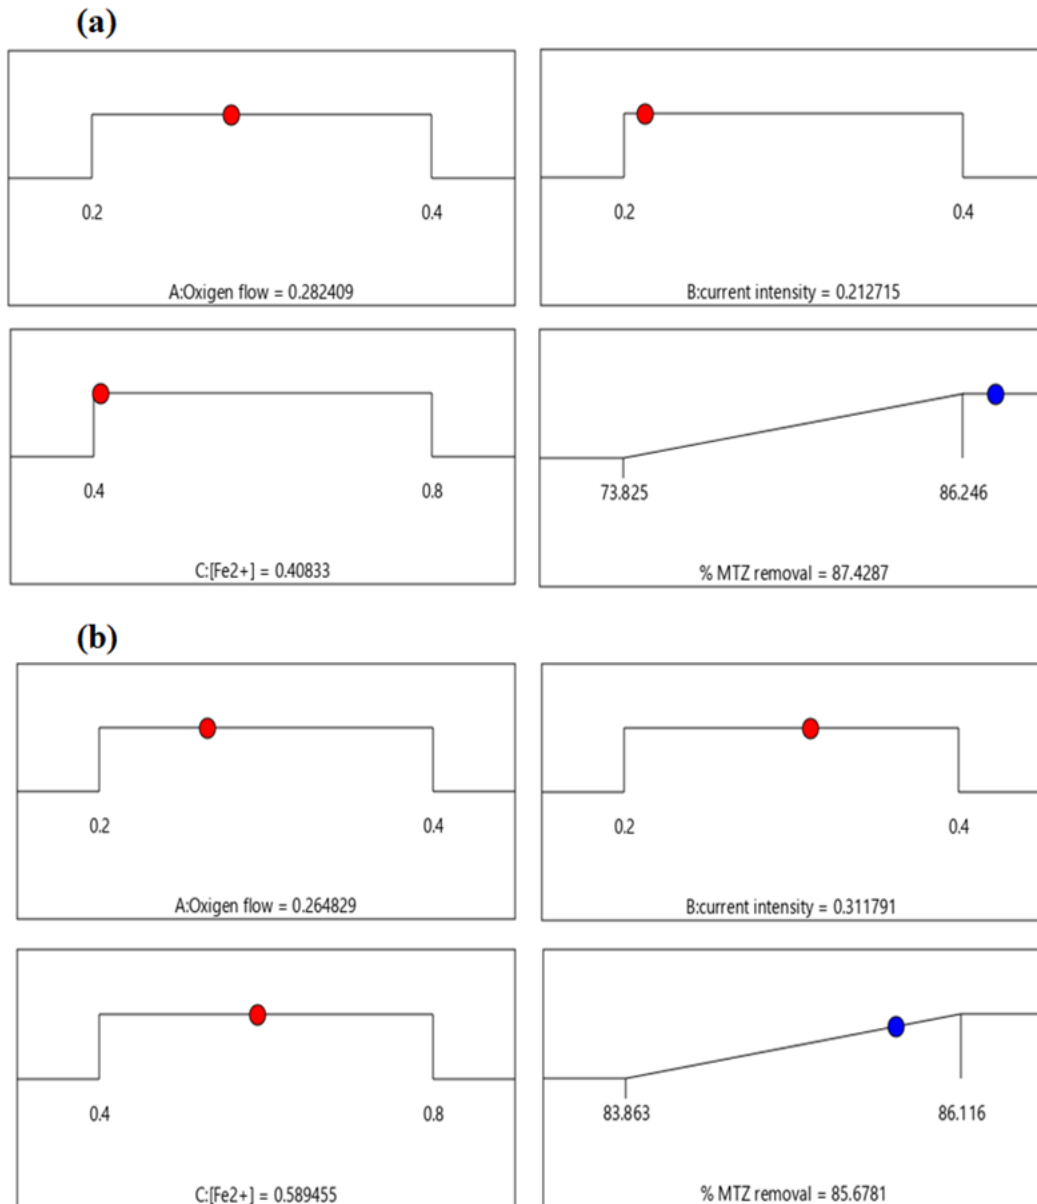 (a)
0.2 0.4
A:Oxigen flow = 0.282409
0.2 0.4
B:current intensity = 0.212715
0.4 0.8
C:[Fe2+] = 0.40833
73.825 86.246
% MTZ removal = 87.4287
(b)
0.2 0.4
A:Oxigen flow = 0.264829
0.2 0.4
B:current intensity = 0.311791
0.4 0.8
C:[Fe2+] = 0.589455
83.863 86.116
% MTZ removal = 85.6781